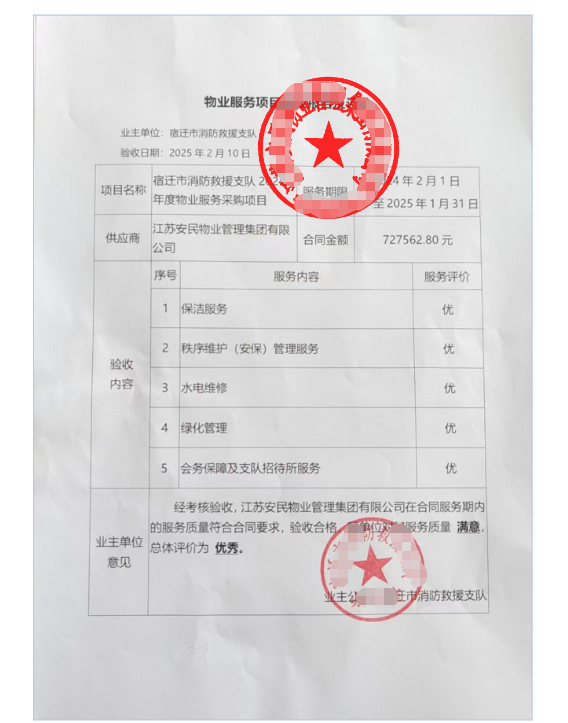 物业服务项目
业主单位：宿迁市消防救援支队
验收日期：2025 年 2 月 10 日
项目名称
宿迁市消防救援支队 202
年度物业服务采购项目
服务期限
4 年 2 月 1 日
至 2025 年 1 月 31 日
供应商
江苏安民物业管理集团有限
公司
合同金额
727562.80 元
验收
内容
序号 服务内容 服务评价
1 保洁服务 优
2 秩序维护（安保）管理服务 优
3 水电维修 优
4 绿化管理 优
5 会务保障及支队招待所服务 优
业主单位
意见
经考核验收，江苏安民物业管理集团有限公司在合同服务期内
的服务质量符合合同要求，验收合格，单位对服务质量 满意，
总体评价为 优秀。
业主 迁市消防救援支队